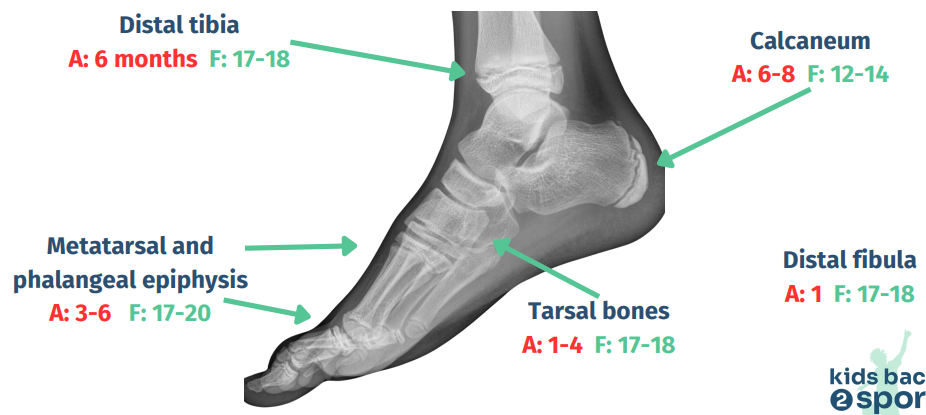 Distal tibia
A: 6 months F: 17-18
Calcaneum
A: 6-8 F: 12-14
Metatarsal and
phalangeal epiphysis
A: 3-6 F: 17-20
Tarsal bones
A: 1-4 F: 17-18
Distal fibula
A: 1 F: 17-18
kids bac
2 spor